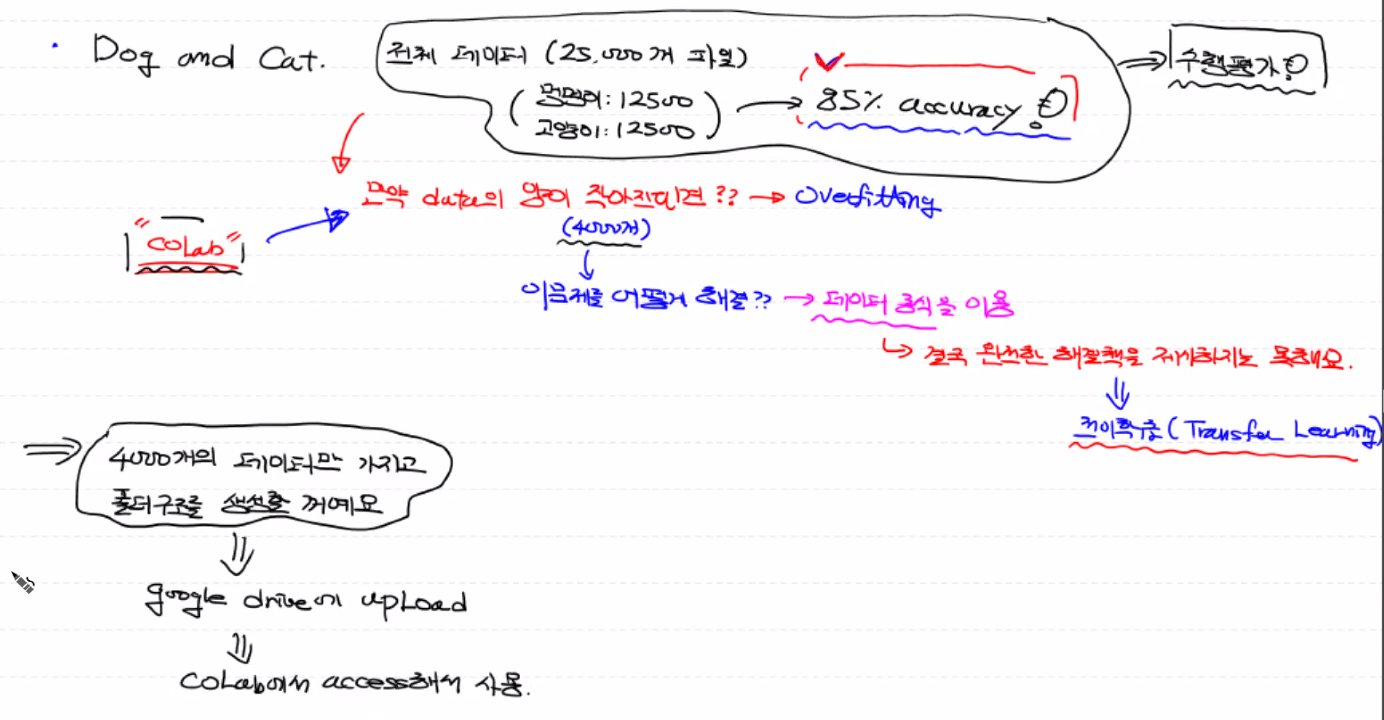 · Dog and Cat.
전체 데이터 (25,000개 파일)
(멍멍이: 12500
고양이: 12500)
→ 85% accuracy !!
⇒ 수행평가 !!
만약 data의 양이 작아진다면 ?? → Overfitting
(4000개)
"CoLab"
이문제를 어떻게 해결?? → 데이터 증식을 이용
↳ 결국 완전한 해결책을 제시하지는 못해요.
전이학습 (Transfer Learning)
⇒ 4000개의 데이터만 가지고
폴더구조를 생성할 꺼예요
⇓
google drive에 upLoad
⇓
CoLab에서 access해서 사용.